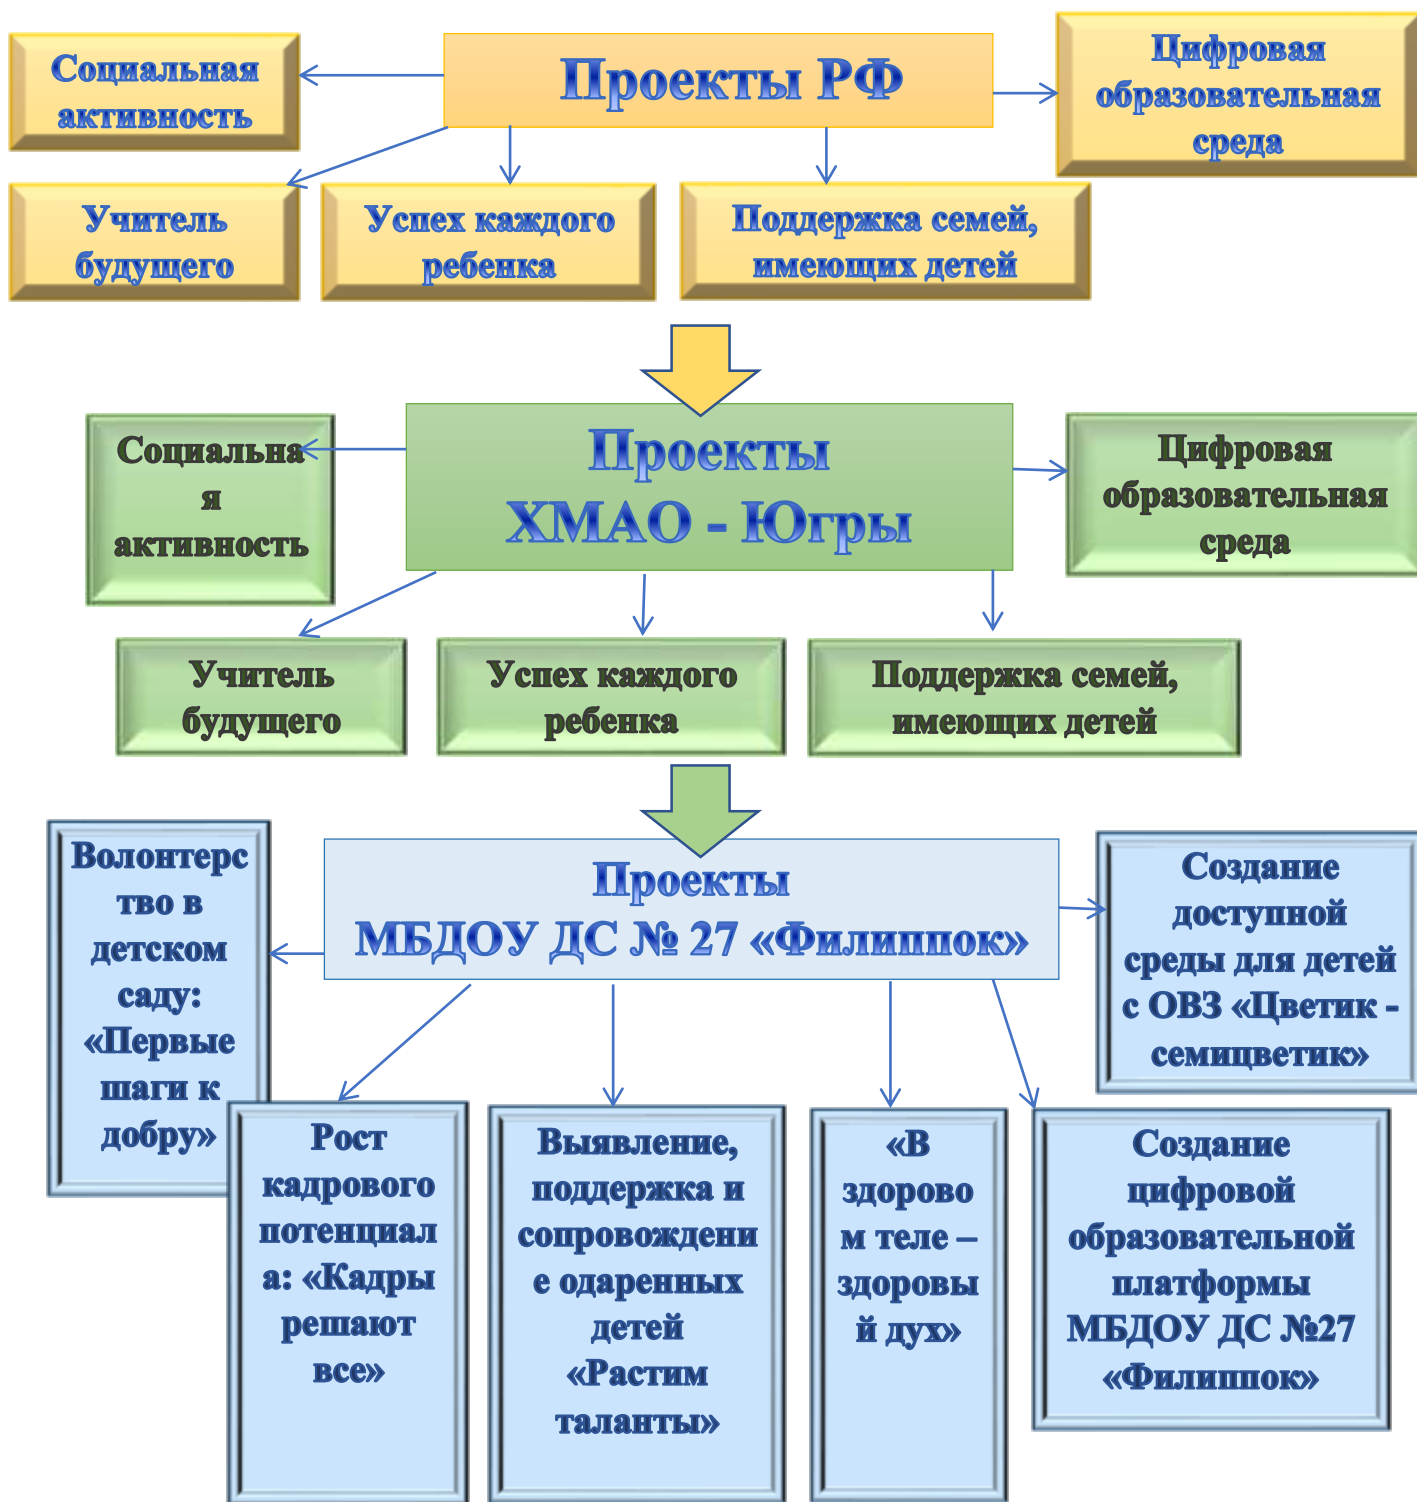 Социальная
активность
Проекты РФ
Цифровая
образовательная
среда
Учитель
будущего
Успех каждого
ребенка
Поддержка семей,
имеющих детей
Социальна
я
активность
Проекты
ХМАО - Югры
Цифровая
образовательная
среда
Учитель
будущего
Успех каждого
ребенка
Поддержка семей,
имеющих детей
Волонтерс
тво в
детском
саду:
«Первые
шаги к
добру»
Проекты
МБДОУ ДС № 27 «Филиппок»
Создание
доступной
среды для детей
с ОВЗ «Цветик -
семицветик»
Рост
кадрового
потенциал
а: «Кадры
решают
все»
Выявление,
поддержка и
сопровождени
е одаренных
детей
«Растим
таланты»
«В
здорово
м теле –
здоровы
й дух»
Создание
цифровой
образовательной
платформы
МБДОУ ДС №27
«Филиппок»